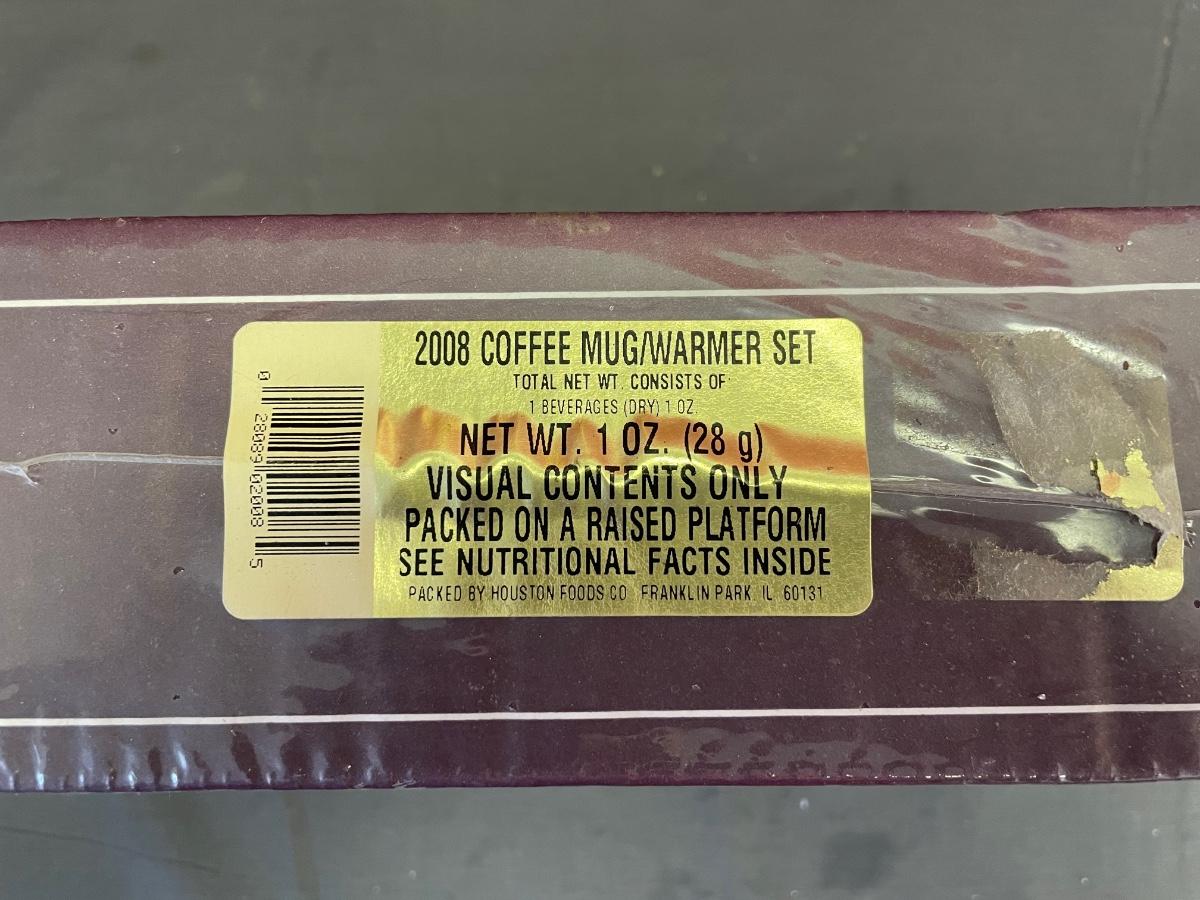 2008 COFFEE MUG/WARMER SET
TOTAL NET WT. CONSISTS OF:
1 BEVERAGES (DRY) 1 OZ.
NET WT. 1 OZ. (28 g)
VISUAL CONTENTS ONLY
PACKED ON A RAISED PLATFORM
SEE NUTRITIONAL FACTS INSIDE
PACKED BY HOUSTON FOODS CO. FRANKLIN PARK, IL 60131
0 28089 02008 5